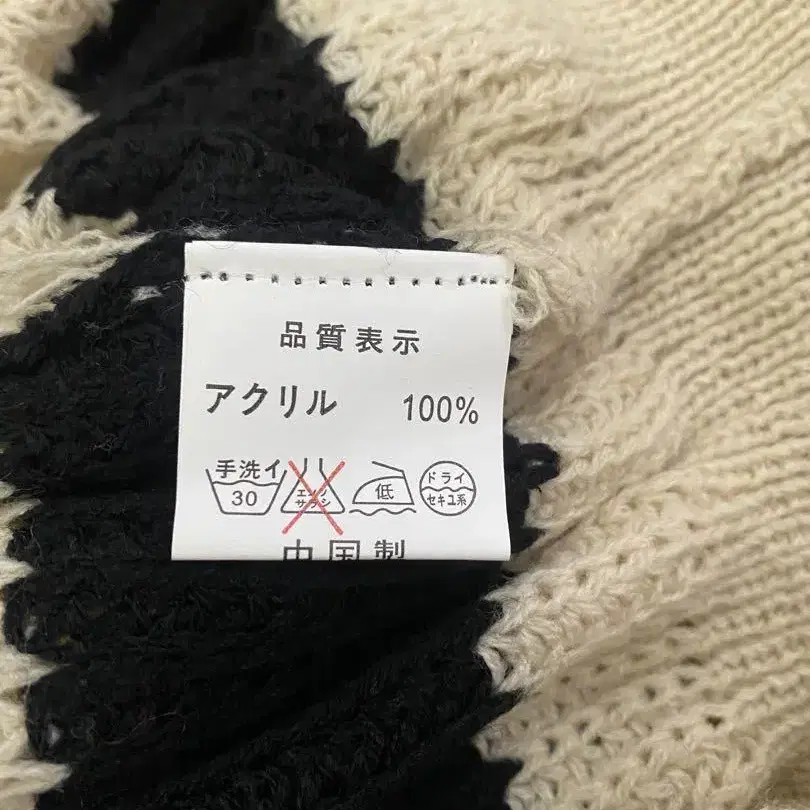 品質表示
アクリル 100%
手洗イ 30 エンソ サラシ 低 ドライ セキユ系
中国製